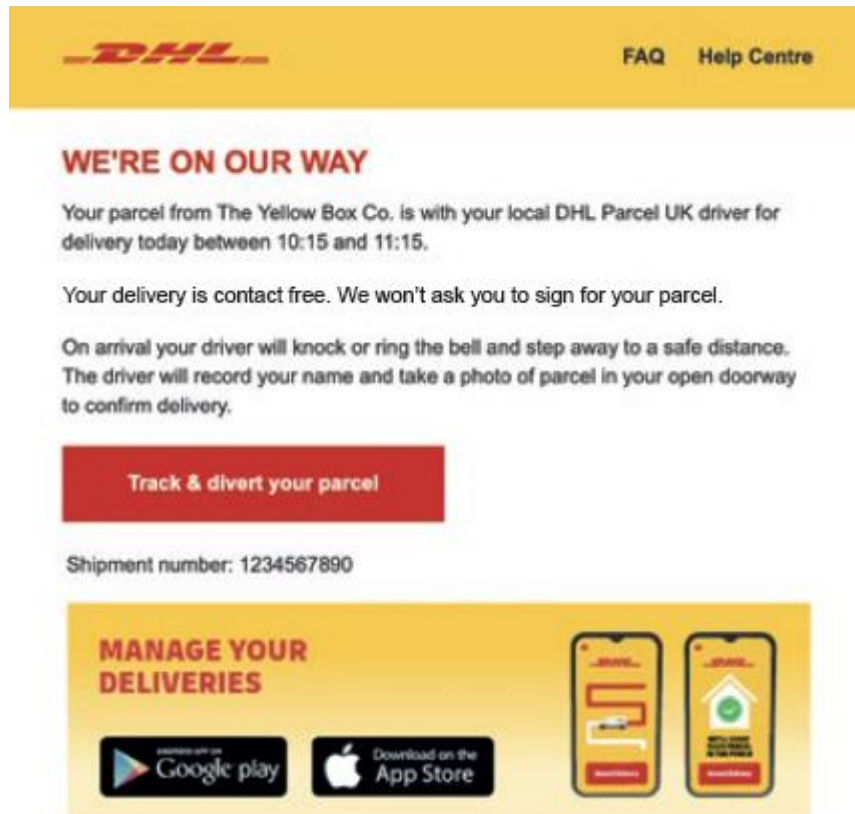 DHL
FAQ Help Centre
WE'RE ON OUR WAY
Your parcel from The Yellow Box Co. is with your local DHL Parcel UK driver for
delivery today between 10:15 and 11:15.
Your delivery is contact free. We won't ask you to sign for your parcel.
On arrival your driver will knock or ring the bell and step away to a safe distance.
The driver will record your name and take a photo of parcel in your open doorway
to confirm delivery.
Track & divert your parcel
Shipment number: 1234567890
MANAGE YOUR
DELIVERIES
ANDROID APP ON
Google play
Download on the
App Store
DHL
DHL